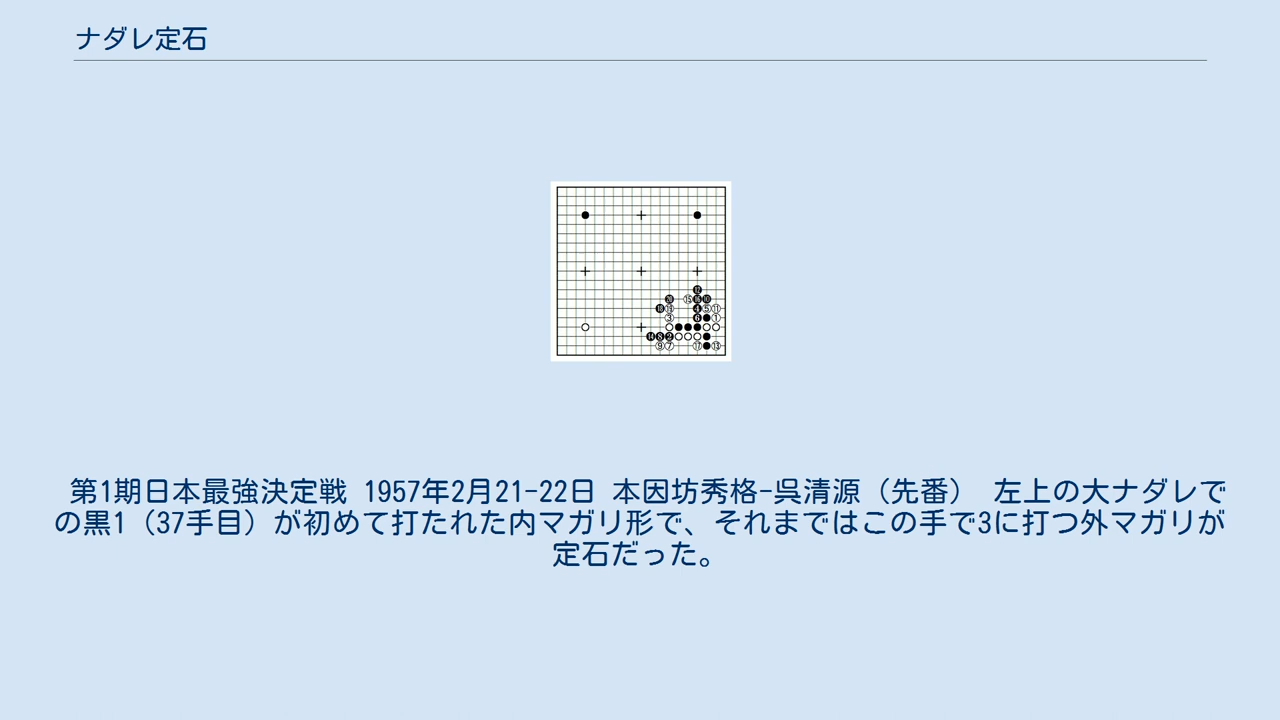 ナダレ定石
第1期日本最強決定戦 1957年2月21-22日 本因坊秀格-呉清源（先番） 左上の大ナダレで
の黒1（37手目）が初めて打たれた内マガリ形で、それまではこの手で3に打つ外マガリが
定石だった。